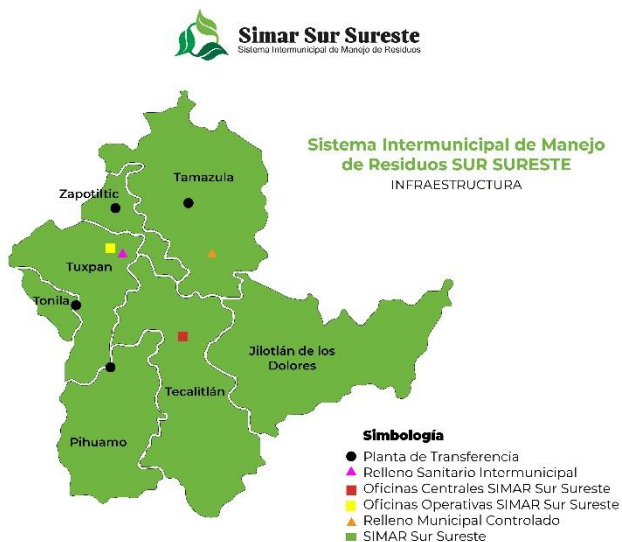 Simar Sur Sureste
Sistema Intermunicipal de Manejo de Residuos
Sistema Intermunicipal de Manejo
de Residuos SUR SURESTE
INFRAESTRUCTURA
Tamazula
Zapotiltic
Tuxpan
Tonila
Jilotlán de los
Dolores
Tecalitlán
Pihuamo
Simbología
Planta de Transferencia
Relleno Sanitario Intermunicipal
Oficinas Centrales SIMAR Sur Sureste
Oficinas Operativas SIMAR Sur Sureste
Relleno Municipal Controlado
SIMAR Sur Sureste